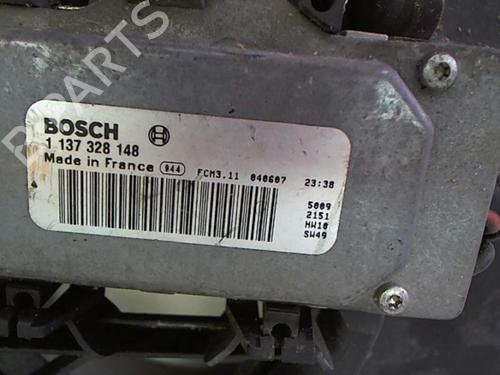 B-PARTS
BOSCH
1 137 328 148
Made in France 944 FCM3.11 040607 23:38
5009
2151
HW10
SW49